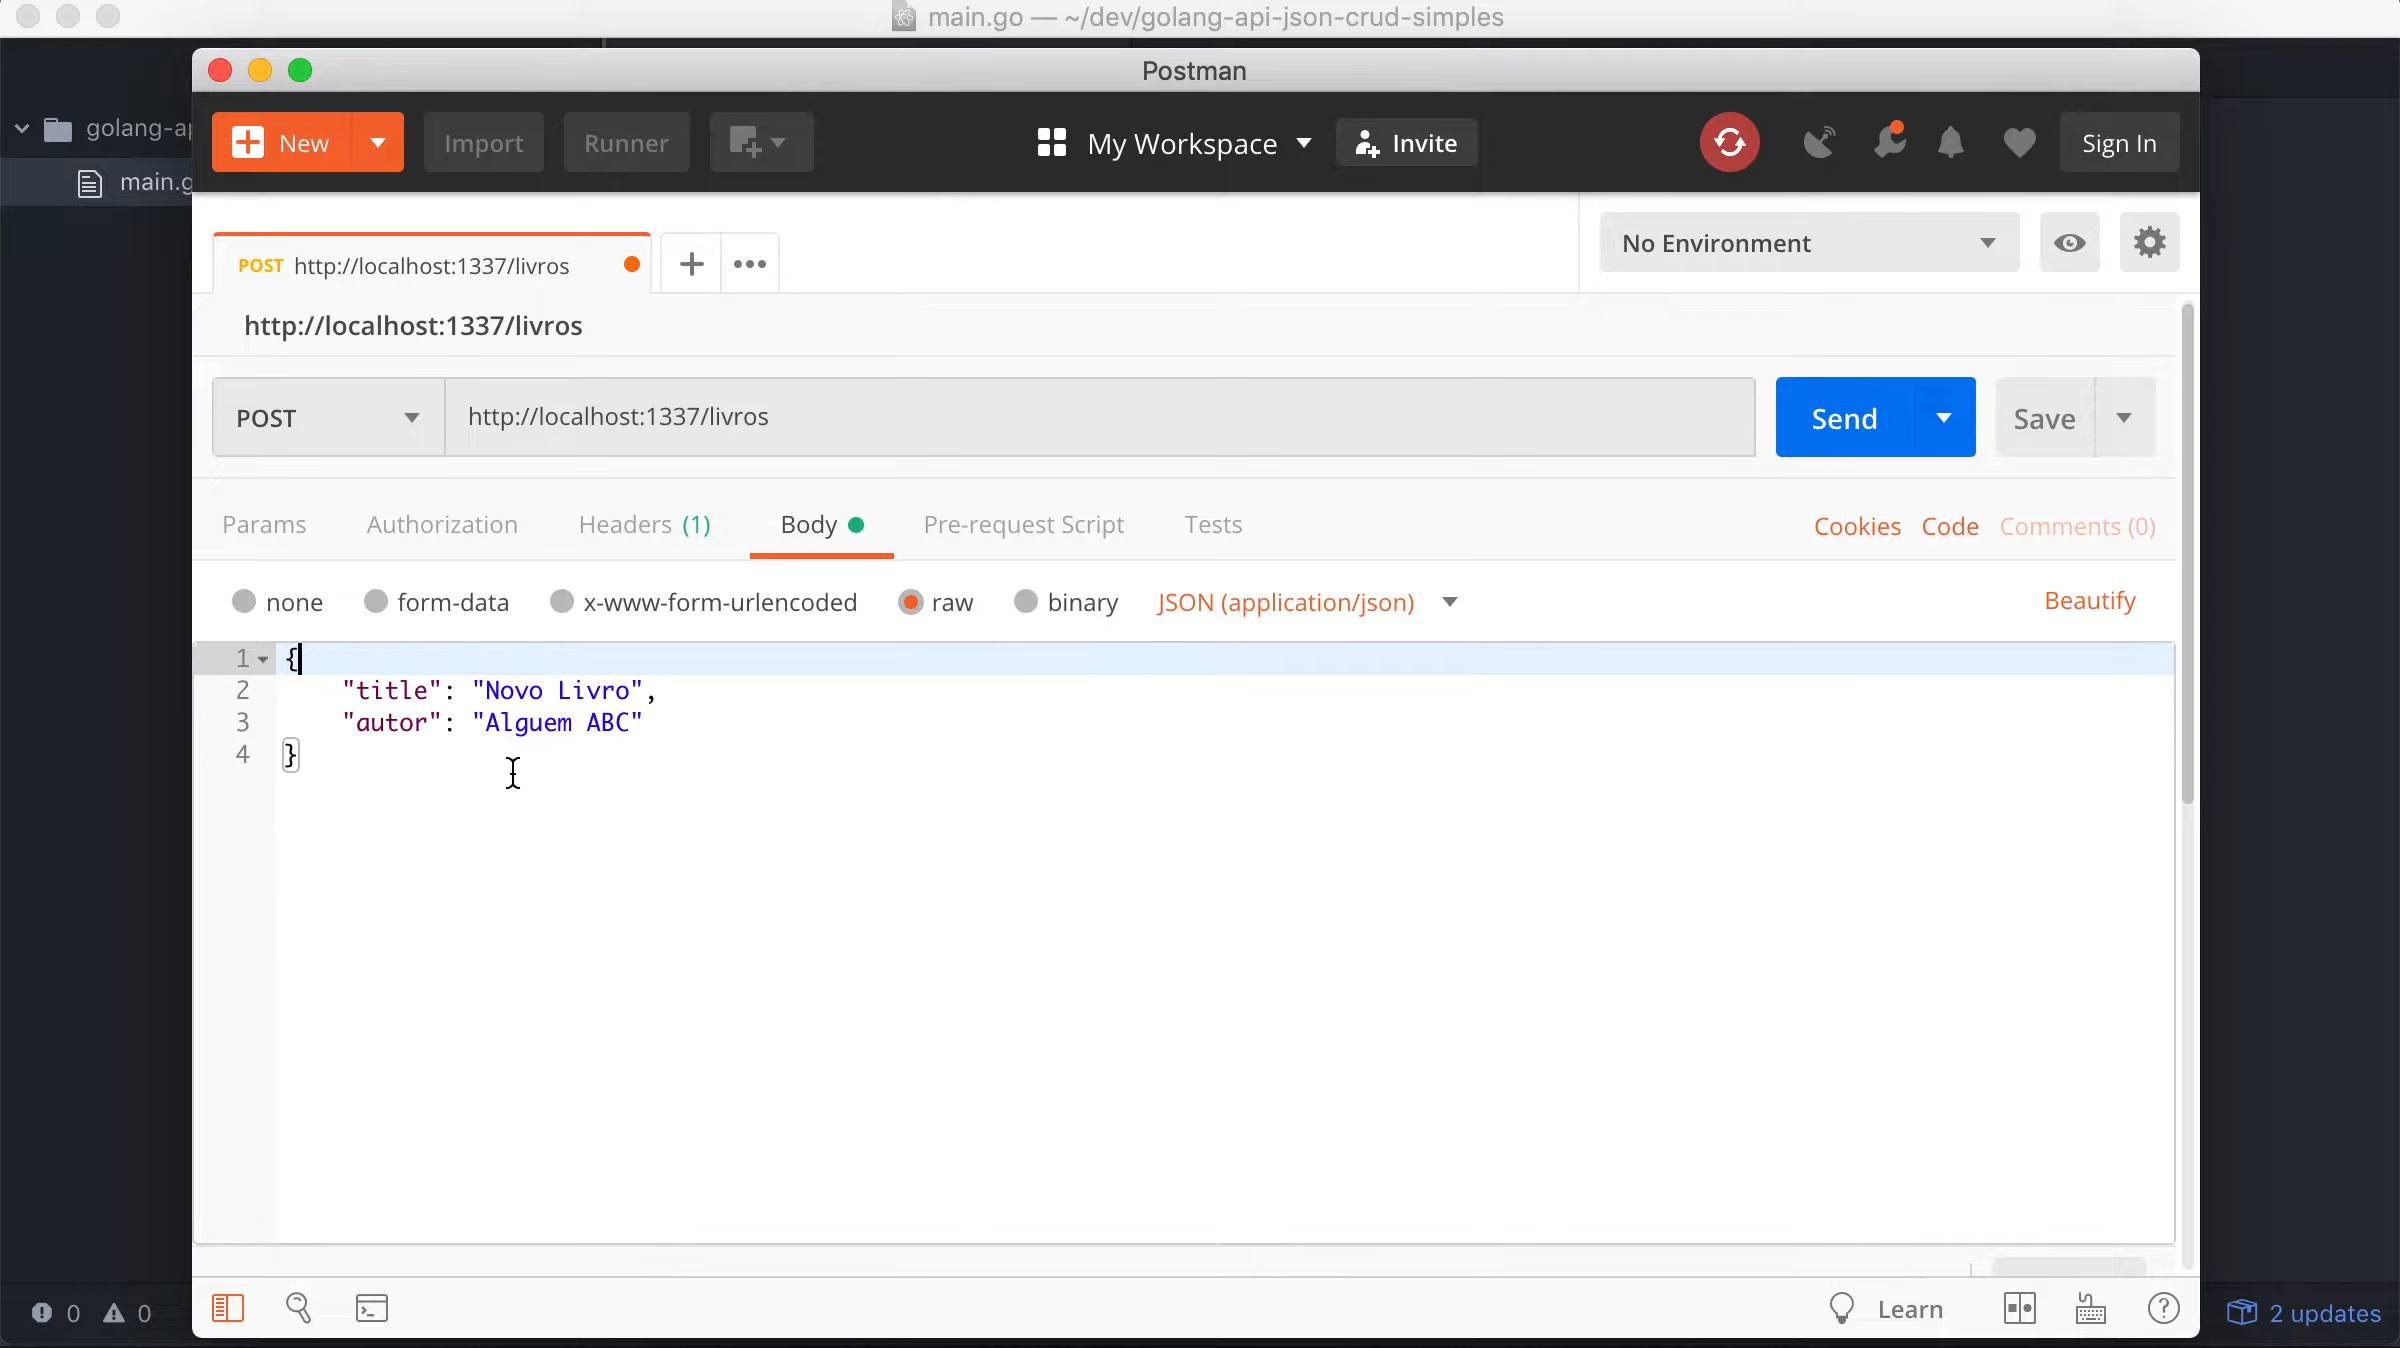 main.go — ~/dev/golang-api-json-crud-simples
Postman
golang-ap
main.g
New
Import
Runner
My Workspace
Invite
Sign In
POST http://localhost:1337/livros
No Environment
http://localhost:1337/livros
POST
http://localhost:1337/livros
Send
Save
Params
Authorization
Headers (1)
Body
Pre-request Script
Tests
Cookies
Code
Comments (0)
none
form-data
x-www-form-urlencoded
raw
binary
JSON (application/json)
Beautify
1 {
2 "title": "Novo Livro",
3 "autor": "Alguem ABC"
4 }
0
0
Learn
2 updates